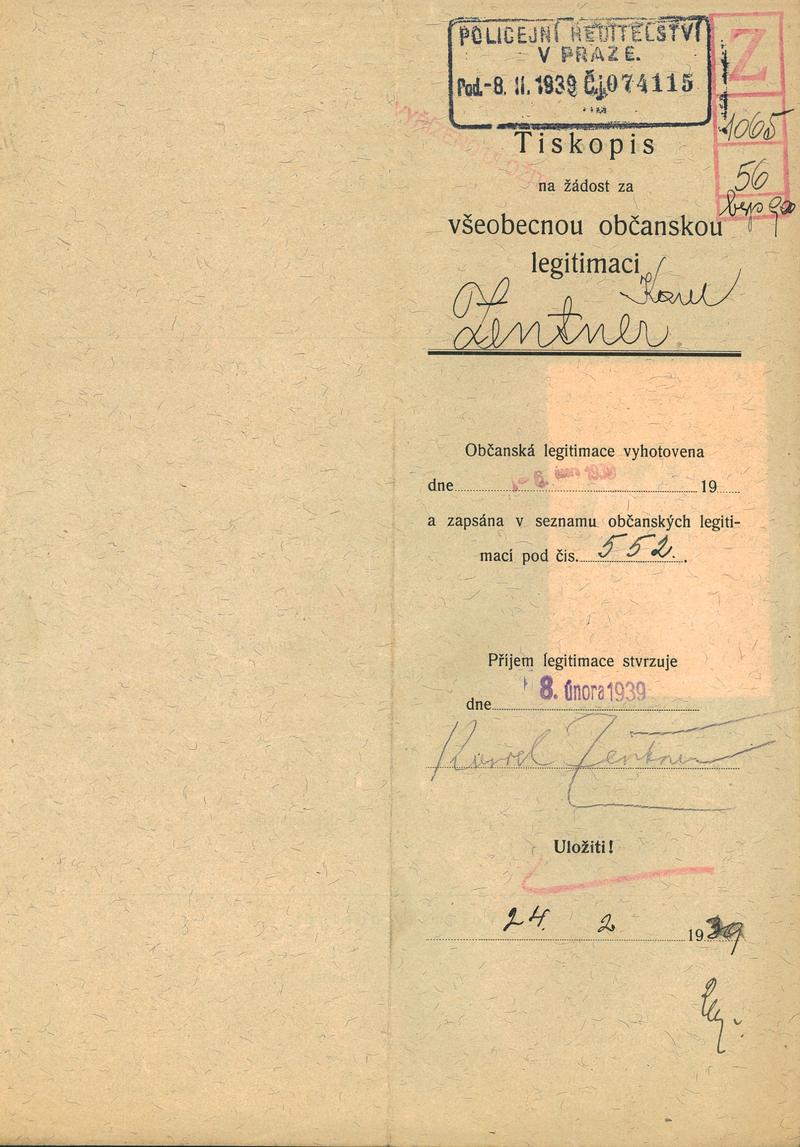 POLICEJNÍ ŘEDITELSTVÍ
V PRAZE.
Pod.-8. II. 1939 Čj. 074115
Z
1065
56
VYŘÍZENO ULOŽIT
Tiskopis
na žádost za
všeobecnou občanskou
legitimaci
Karel
Zentner
Občanská legitimace vyhotovena
dne 1939 19
a zapsána v seznamu občanských legiti-
mací pod čís. 552.
Příjem legitimace stvrzuje
dne 8. února 1939
Karel Zentner
Uložiti!
24. 2 1939